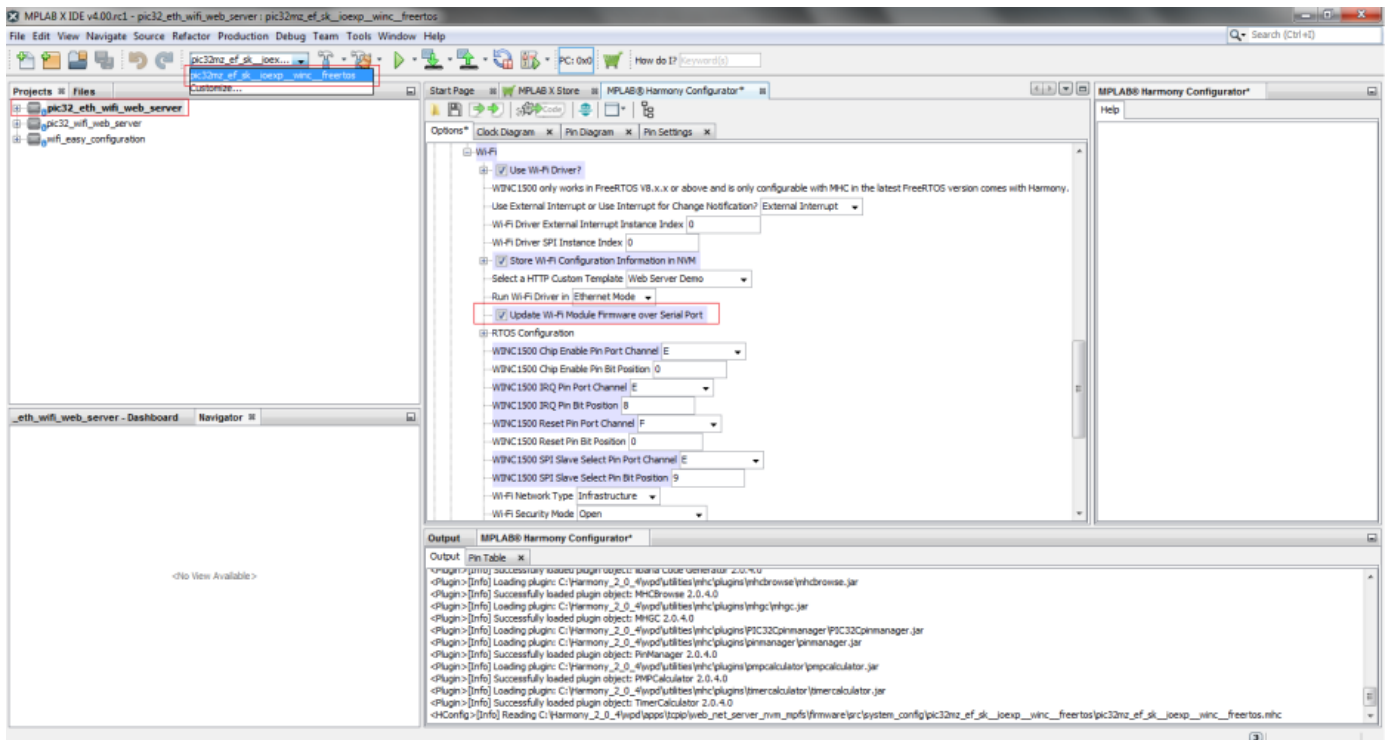 MPLAB X IDE v4.00.rc1 - pic32_eth_wifi_web_server : pic32mz_ef_sk__ioexp__winc__freertos
File Edit View Navigate Source Refactor Production Debug Team Tools Window Help
Search (Ctrl+I)
pic32mz_ef_sk__ioex...
PC: 0x0
How do I?
(keyword(s)
pic32mz_ef_sk__ioexp__winc__freertos
Customize...
Projects
Files
Start Page
MPLAB X Store
MPLAB® Harmony Configurator*
MPLAB® Harmony Configurator*
pic32_eth_wifi_web_server
Code
Help
pic32_wifi_web_server
Options*
Clock Diagram
Pin Diagram
Pin Settings
wifi_easy_configuration
Wi-Fi
Use Wi-Fi Driver?
WINC1500 only works in FreeRTOS V8.x.x or above and is only configurable with MHC in the latest FreeRTOS version comes with Harmony.
Use External Interrupt or Use Interrupt for Change Notification? External Interrupt
Wi-Fi Driver External Interrupt Instance Index 0
Wi-Fi Driver SPI Instance Index 0
Store Wi-Fi Configuration Information in NVM
Select a HTTP Custom Template Web Server Demo
Run Wi-Fi Driver in Ethernet Mode
Update Wi-Fi Module Firmware over Serial Port
RTOS Configuration
WINC1500 Chip Enable Pin Port Channel E
WINC1500 Chip Enable Pin Bit Position 0
WINC1500 IRQ Pin Port Channel E
WINC1500 IRQ Pin Bit Position 8
WINC1500 Reset Pin Port Channel F
WINC1500 Reset Pin Bit Position 0
WINC1500 SPI Slave Select Pin Port Channel E
WINC1500 SPI Slave Select Pin Bit Position 9
Wi-Fi Network Type Infrastructure
Wi-Fi Security Mode Open
_eth_wifi_web_server - Dashboard
Navigator
<No View Available>
Output
MPLAB® Harmony Configurator*
Output
Pin Table
<Plugin>[Info] Successfully loaded plugin object: Ibaria Code Generator 2.0.4.0
<Plugin>[Info] Loading plugin: C:\Harmony_2_0_4\wpd\utilities\mhc\plugins\mhcbrowse\mhcbrowse.jar
<Plugin>[Info] Successfully loaded plugin object: MHCBrowse 2.0.4.0
<Plugin>[Info] Loading plugin: C:\Harmony_2_0_4\wpd\utilities\mhc\plugins\mhgc\mhgc.jar
<Plugin>[Info] Successfully loaded plugin object: MHGC 2.0.4.0
<Plugin>[Info] Loading plugin: C:\Harmony_2_0_4\wpd\utilities\mhc\plugins\PIC32Cpinmanager\PIC32Cpinmanager.jar
<Plugin>[Info] Loading plugin: C:\Harmony_2_0_4\wpd\utilities\mhc\plugins\pinmanager\pinmanager.jar
<Plugin>[Info] Successfully loaded plugin object: PinManager 2.0.4.0
<Plugin>[Info] Loading plugin: C:\Harmony_2_0_4\wpd\utilities\mhc\plugins\pmpcalculator\pmpcalculator.jar
<Plugin>[Info] Successfully loaded plugin object: PMPCalculator 2.0.4.0
<Plugin>[Info] Loading plugin: C:\Harmony_2_0_4\wpd\utilities\mhc\plugins\timercalculator\timercalculator.jar
<Plugin>[Info] Successfully loaded plugin object: TimerCalculator 2.0.4.0
<HConfig>[Info] Reading C:\Harmony_2_0_4\wpd\apps\tcpip\web_net_server_nvm_mpfs\firmware\src\system_config\pic32mz_ef_sk__ioexp__winc__freertos\pic32mz_ef_sk__ioexp__winc__freertos.mhc
3